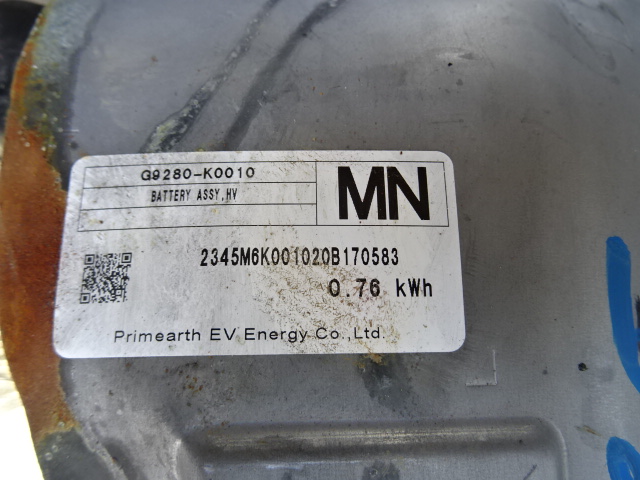 G9280-K0010
BATTERY ASSY,HV
MN
2345M6K001020B170583
0.76 kWh
Primearth EV Energy Co.,Ltd.